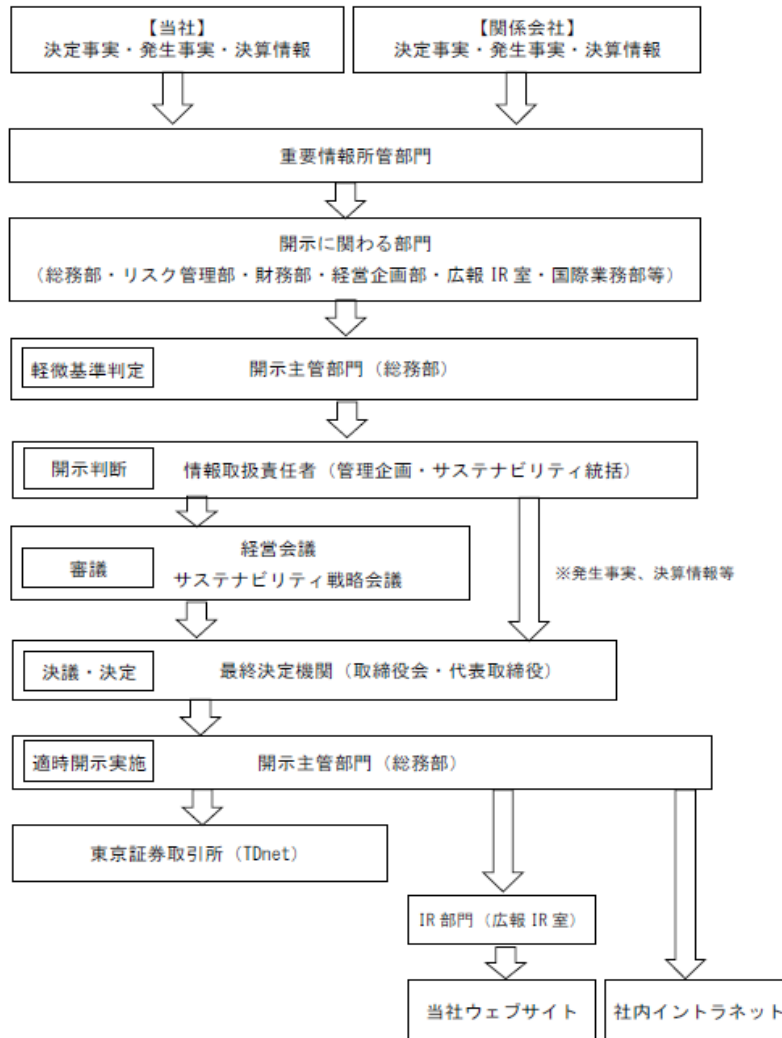 【当社】
決定事実・発生事実・決算情報
【関係会社】
決定事実・発生事実・決算情報
重要情報所管部門
開示に関わる部門
（総務部・リスク管理部・財務部・経営企画部・広報 IR 室・国際業務部等）
軽微基準判定
開示主管部門（総務部）
開示判断
情報取扱責任者（管理企画・サステナビリティ統括）
経営会議
審議
サステナビリティ戦略会議
※発生事実、決算情報等
決議・決定
最終決定機関（取締役会・代表取締役）
適時開示実施
開示主管部門（総務部）
東京証券取引所（TDnet）
IR 部門（広報 IR 室）
当社ウェブサイト
社内イントラネット